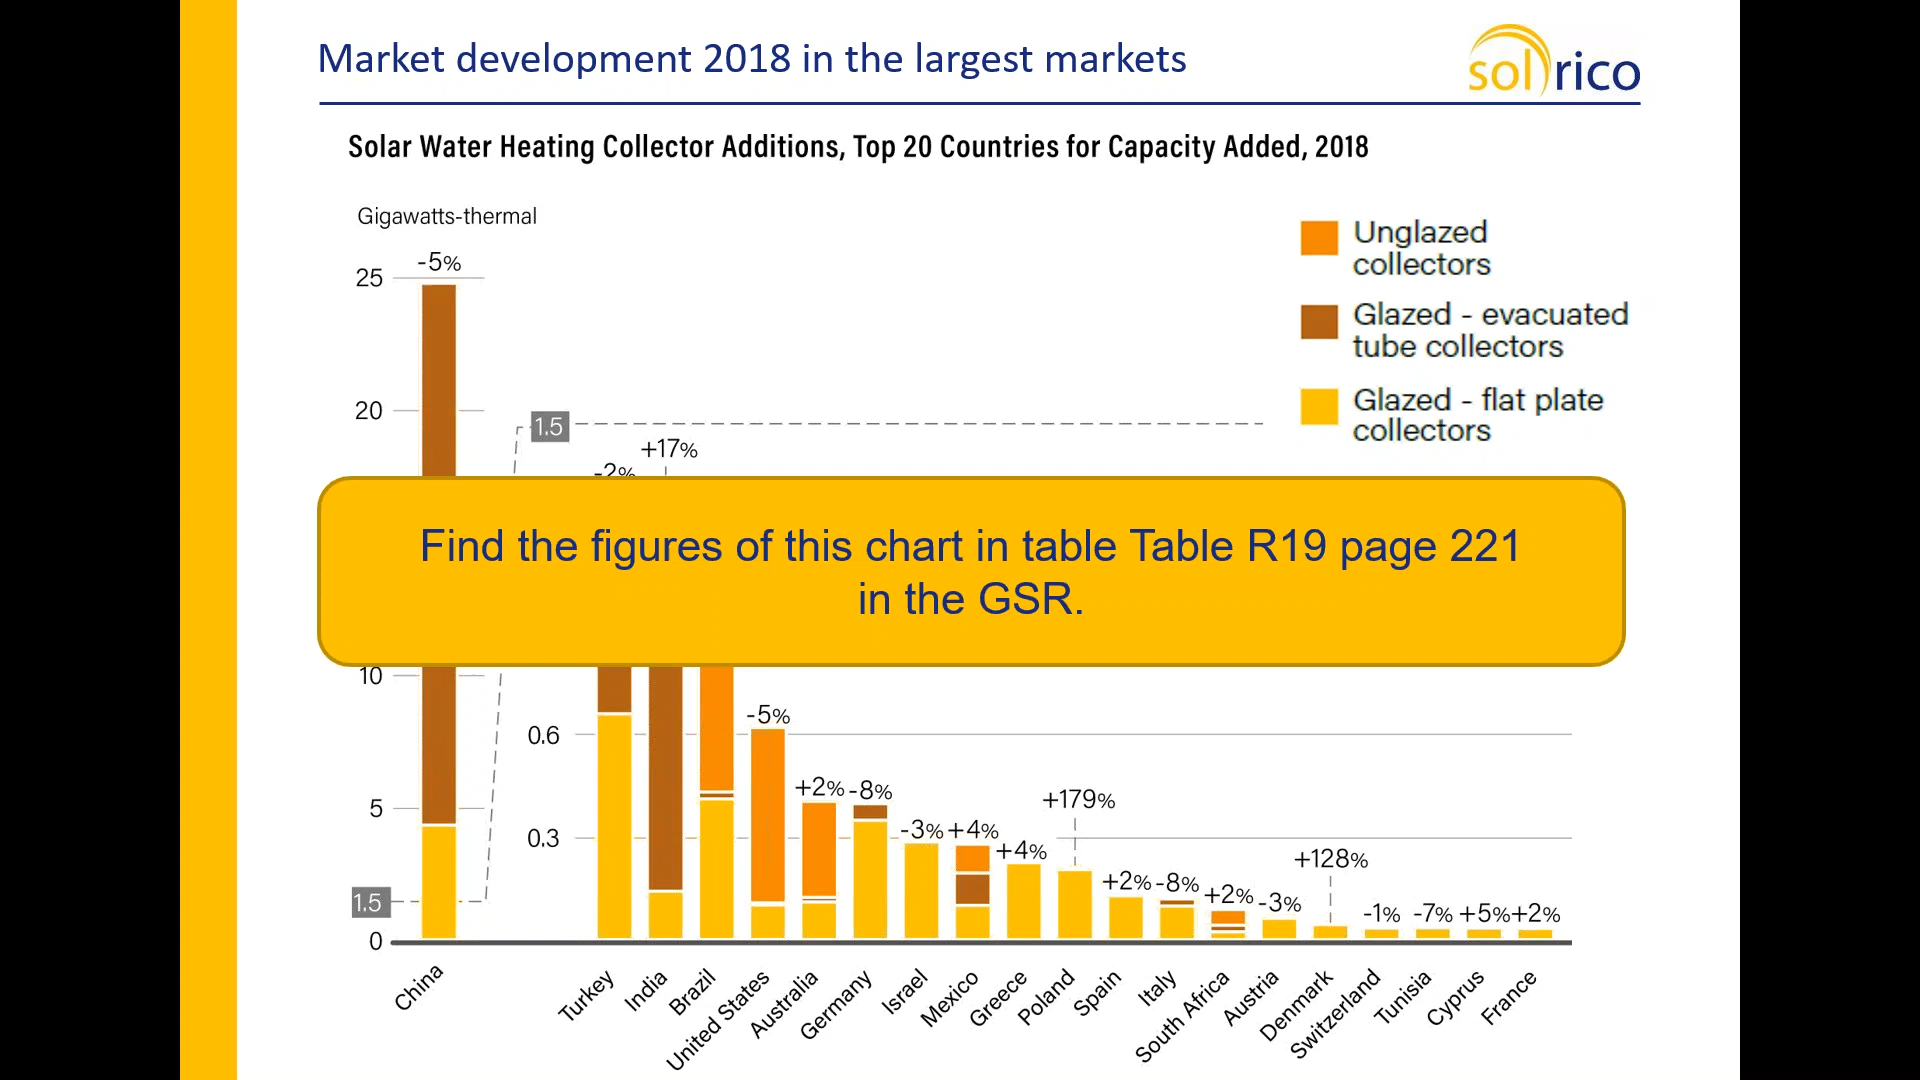 Market development 2018 in the largest markets
solrico
Solar Water Heating Collector Additions, Top 20 Countries for Capacity Added, 2018
Gigawatts-thermal
Unglazed
collectors
Glazed - evacuated
tube collectors
Glazed - flat plate
collectors
-5%
25
20
1.5
+17%
-2%
Find the figures of this chart in table Table R19 page 221
in the GSR.
10
-5%
0.6
+2%
-8%
+179%
5
0.3
-3%
+4%
+4%
+128%
+2%
-8%
+2%
-3%
-1%
-7%
+5%
+2%
1.5
0
China
Turkey
India
Brazil
United States
Australia
Germany
Israel
Mexico
Greece
Poland
Spain
Italy
South Africa
Austria
Denmark
Switzerland
Tunisia
Cyprus
France